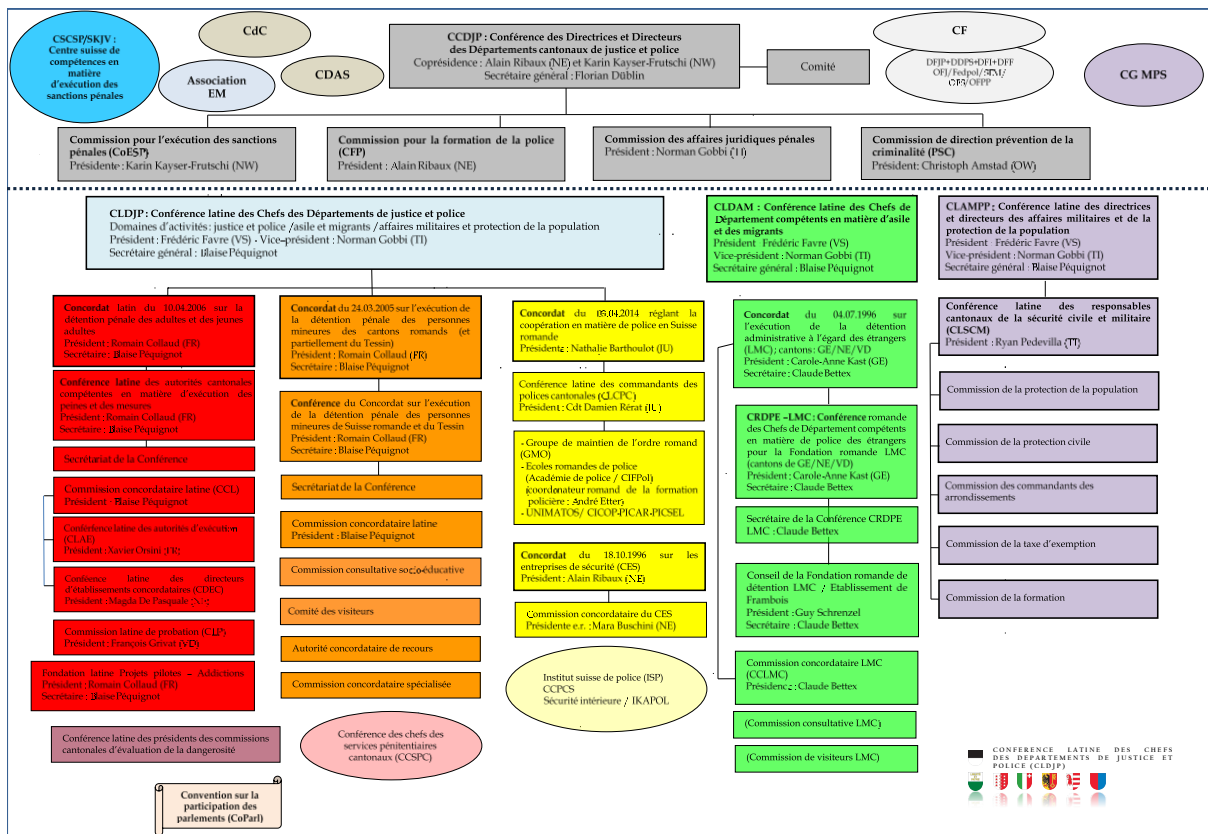 CSCSP/SKJV :
Centre suisse de
compétences en
matière
d'exécution des
sanctions pénales
CdC
Association
EM
CDAS
CCDJP : Conférence des Directrices et Directeurs
des Départements cantonaux de justice et police
Coprésidence : Alain Ribaux (NE) et Karin Kayser-Frutschi (NW)
Secrétaire général : Florian Düblin
Comité
CF
DFJP+DDPS+DFI+DFF
OFJ/Fedpol/SEM/
OFS/OFPP
CG MPS
Commission pour l'exécution des sanctions
pénales (CoESP)
Présidente : Karin Kayser-Frutschi (NW)
Commission pour la formation de la police
(CFP)
Président : Alain Ribaux (NE)
Commission des affaires juridiques pénales
Président : Norman Gobbi (TI)
Commission de direction prévention de la
criminalité (PSC)
Président: Christoph Amstad (OW)
CLDJP : Conférence latine des Chefs des Départements de justice et police
Domaines d'activités : justice et police /asile et migrants /affaires militaires et protection de la population
Président : Frédéric Favre (VS) - Vice-président : Norman Gobbi (TI)
Secrétaire général : Blaise Péquignot
CLDAM : Conférence latine des Chefs de
Département compétents en matière d'asile
et des migrants
Président Frédéric Favre (VS)
Vice-président : Norman Gobbi (TI)
Secrétaire général : Blaise Péquignot
CLAMPP : Conférence latine des directrices
et directeurs des affaires militaires et de la
protection de la population
Président Frédéric Favre (VS)
Vice-président : Norman Gobbi (TI)
Secrétaire général : Blaise Péquignot
Concordat latin du 10.04.2006 sur la
détention pénale des adultes et des jeunes
adultes
Président : Romain Collaud (FR)
Secrétaire : Blaise Péquignot
Conférence latine des autorités cantonales
compétentes en matière d'exécution des
peines et des mesures
Président : Romain Collaud (FR)
Secrétaire : Blaise Péquignot
Secrétariat de la Conférence
Commission concordataire latine (CCL)
Président : Blaise Péquignot
Conférence latine des autorités d'exécution
(CLAE)
Président : Xavier Orsini (FR)
Conférence latine des directeurs
d'établissements concordataires (CDEC)
Président : Magda De Pasquale (NE)
Commission latine de probation (CLP)
Président : François Grivat (VD)
Fondation latine Projets pilotes – Addictions
Président : Romain Collaud (FR)
Secrétaire : Blaise Péquignot
Conférence latine des présidents des commissions
cantonales d'évaluation de la dangerosité
Convention sur la
participation des
parlements (CoParl)
Concordat du 24.03.2005 sur l'exécution de
la détention pénale des personnes
mineures des cantons romands (et
partiellement du Tessin)
Président : Romain Collaud (FR)
Secrétaire : Blaise Péquignot
Conférence du Concordat sur l'exécution
de la détention pénale des personnes
mineures de Suisse romande et du Tessin
Président : Romain Collaud (FR)
Secrétaire : Blaise Péquignot
Secrétariat de la Conférence
Commission concordataire latine
Président : Blaise Péquignot
Commission consultative socio-éducative
Comité des visiteurs
Autorité concordataire de recours
Commission concordataire spécialisée
Conférence des chefs des
services pénitentiaires
cantonaux (CCSPC)
Concordat du 03.04.2014 réglant la
coopération en matière de police en Suisse
romande
Présidente : Nathalie Barthoulot (JU)
Conférence latine des commandants des
polices cantonales (CLCPC)
Président : Cdt Damien Rérat (JU)
- Groupe de maintien de l'ordre romand
(GMO)
- Ecoles romandes de police
(Académie de police / CIFPol)
(coordonateur romand de la formation
policière : André Etter)
- UNIMATOS/ CICOP-PICAR-PICSEL
Concordat du 18.10.1996 sur les
entreprises de sécurité (CES)
Président : Alain Ribaux (NE)
Commission concordataire du CES
Présidente e.r. : Mara Buschini (NE)
Institut suisse de police (ISP)
CCPCS
Sécurité intérieure / IKAPOL
Concordat du 04.07.1996 sur
l'exécution de la détention
administrative à l'égard des étrangers
(LMC); cantons: GE/NE/VD
Président : Carole-Anne Kast (GE)
Secrétaire : Claude Bettex
CRDPE –LMC : Conférence romande
des Chefs de Département compétents
en matière de police des étrangers
pour la Fondation romande LMC
(cantons de GE/NE/VD)
Président : Carole-Anne Kast (GE)
Secrétaire : Claude Bettex
Secrétaire de la Conférence CRDPE
LMC : Claude Bettex
Conseil de la Fondation romande de
détention LMC / Etablissement de
Frambois
Président : Guy Schrenzel
Secrétaire : Claude Bettex
Commission concordataire LMC
(CCLMC)
Présidence : Claude Bettex
(Commission consultative LMC)
(Commission de visiteurs LMC)
Conférence latine des responsables
cantonaux de la sécurité civile et militaire (CLSCM)
Président : Ryan Pedevilla (TI)
Commission de la protection de la population
Commission de la protection civile
Commission des commandants des
arrondissements
Commission de la taxe d'exemption
Commission de la formation
CONFERENCE LATINE DES CHEFS
DES DEPARTEMENTS DE JUSTICE ET
POLICE (CLDJP)